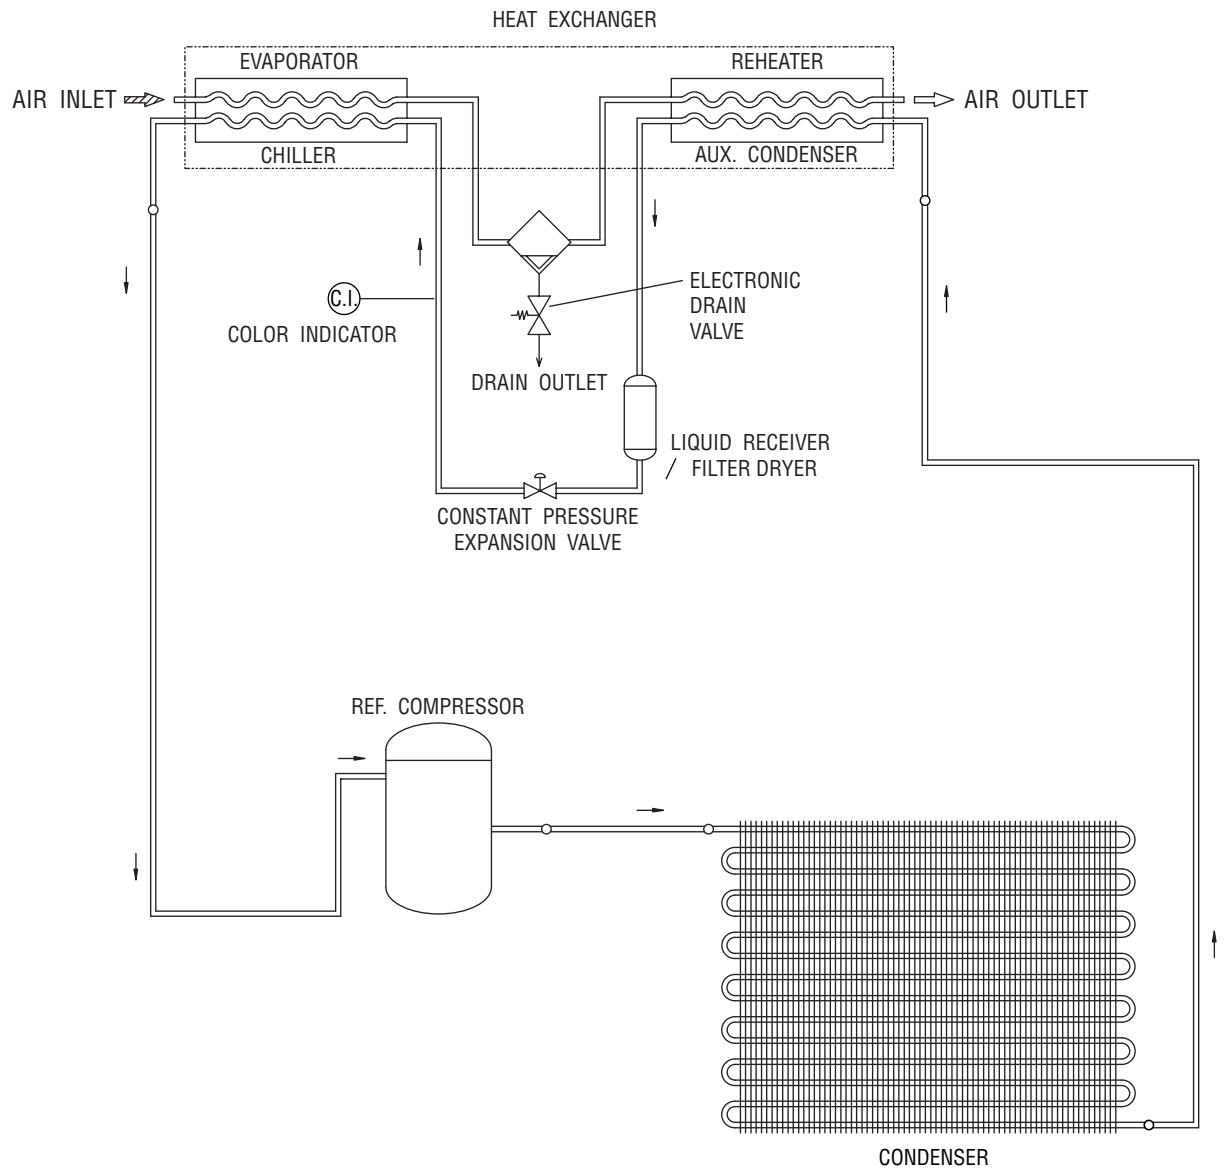 HEAT EXCHANGER
EVAPORATOR
REHEATER
AIR INLET
AIR OUTLET
CHILLER
AUX. CONDENSER
ELECTRONIC
DRAIN
VALVE
C.I.
COLOR INDICATOR
DRAIN OUTLET
LIQUID RECEIVER
FILTER DRYER
CONSTANT PRESSURE
EXPANSION VALVE
REF. COMPRESSOR
CONDENSER